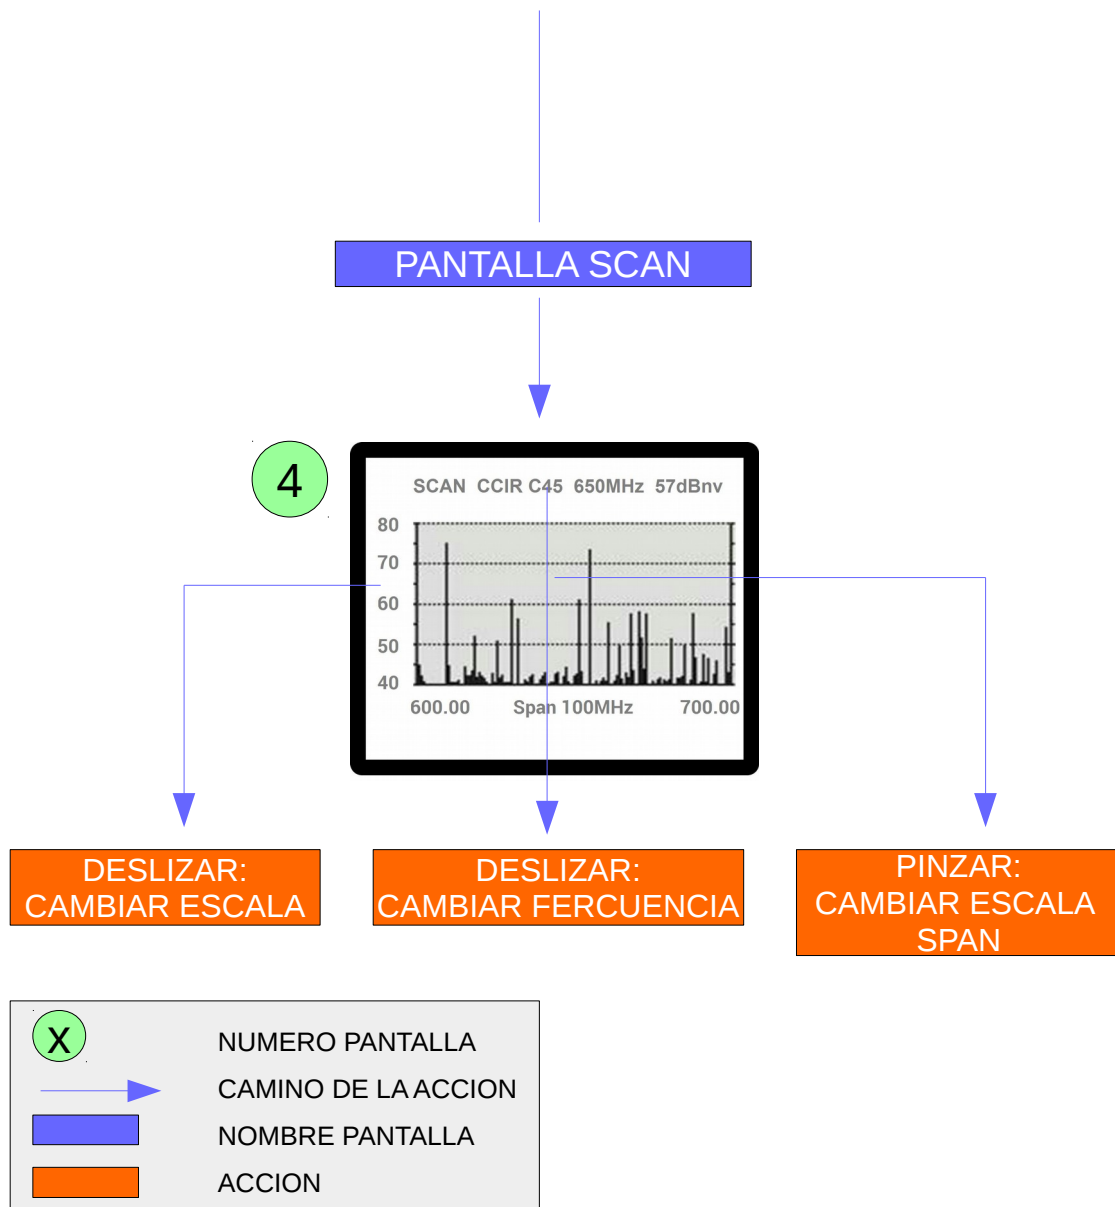 PANTALLA SCAN
4
SCAN CCIR C45 650MHz 57dBnv
80
70
60
50
40
600.00 Span 100MHz 700.00
DESLIZAR:
CAMBIAR ESCALA
DESLIZAR:
CAMBIAR FERCUENCIA
PINZAR:
CAMBIAR ESCALA
SPAN
X NUMERO PANTALLA
CAMINO DE LA ACCION
NOMBRE PANTALLA
ACCION